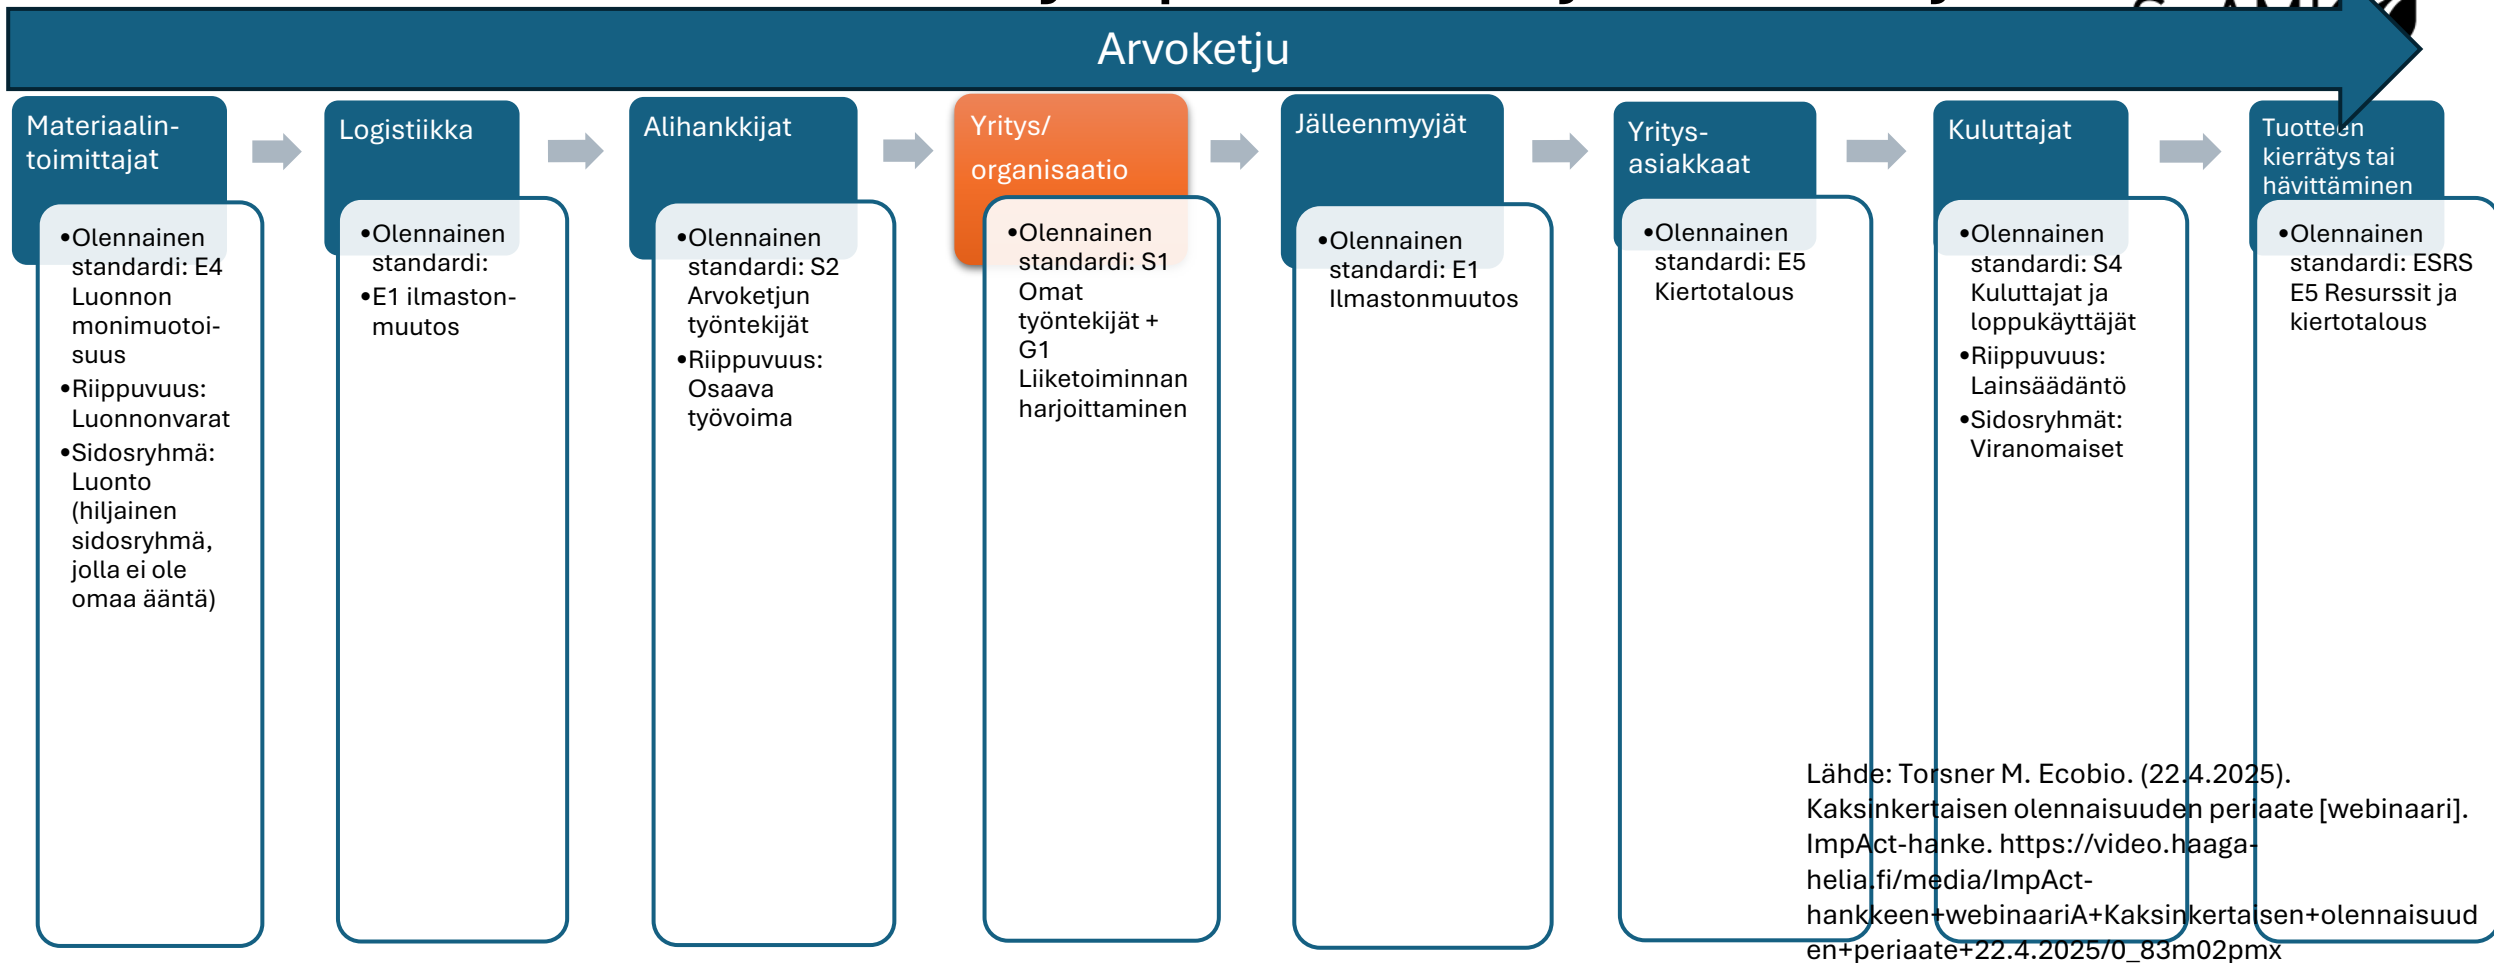 Arvoketju
Materiaalin-
toimittajat
•Olennainen
standardi: E4
Luonnon
monimuotoi-
suus
•Riippuvuus:
Luonnonvarat
•Sidosryhmä:
Luonto
(hiljainen
sidosryhmä,
jolla ei ole
omaa ääntä)
Logistiikka
•Olennainen
standardi:
•E1 ilmaston-
muutos
Alihankkijat
•Olennainen
standardi: S2
Arvoketjun
työntekijät
•Riippuvuus:
Osaava
työvoima
Yritys/
organisaatio
•Olennainen
standardi: S1
Omat
työntekijät +
G1
Liiketoiminnan
harjoittaminen
Jälleenmyyjät
•Olennainen
standardi: E1
Ilmastonmuutos
Yritys-
asiakkaat
•Olennainen
standardi: E5
Kiertotalous
Kuluttajat
•Olennainen
standardi: S4
Kuluttajat ja
loppukäyttäjät
•Riippuvuus:
Lainsäädäntö
•Sidosryhmät:
Viranomaiset
Tuotteen
kierrätys tai
hävittäminen
•Olennainen
standardi: ESRS
E5 Resurssit ja
kiertotalous
Lähde: Torsner M. Ecobio. (22.4.2025).
Kaksinkertaisen olennaisuuden periaate [webinaari].
ImpAct-hanke. https://video.haaga-
helia.fi/media/ImpAct-
hankkeen+webinaariA+Kaksinkertaisen+olennaisuud
en+periaate+22.4.2025/0_83m02pmx